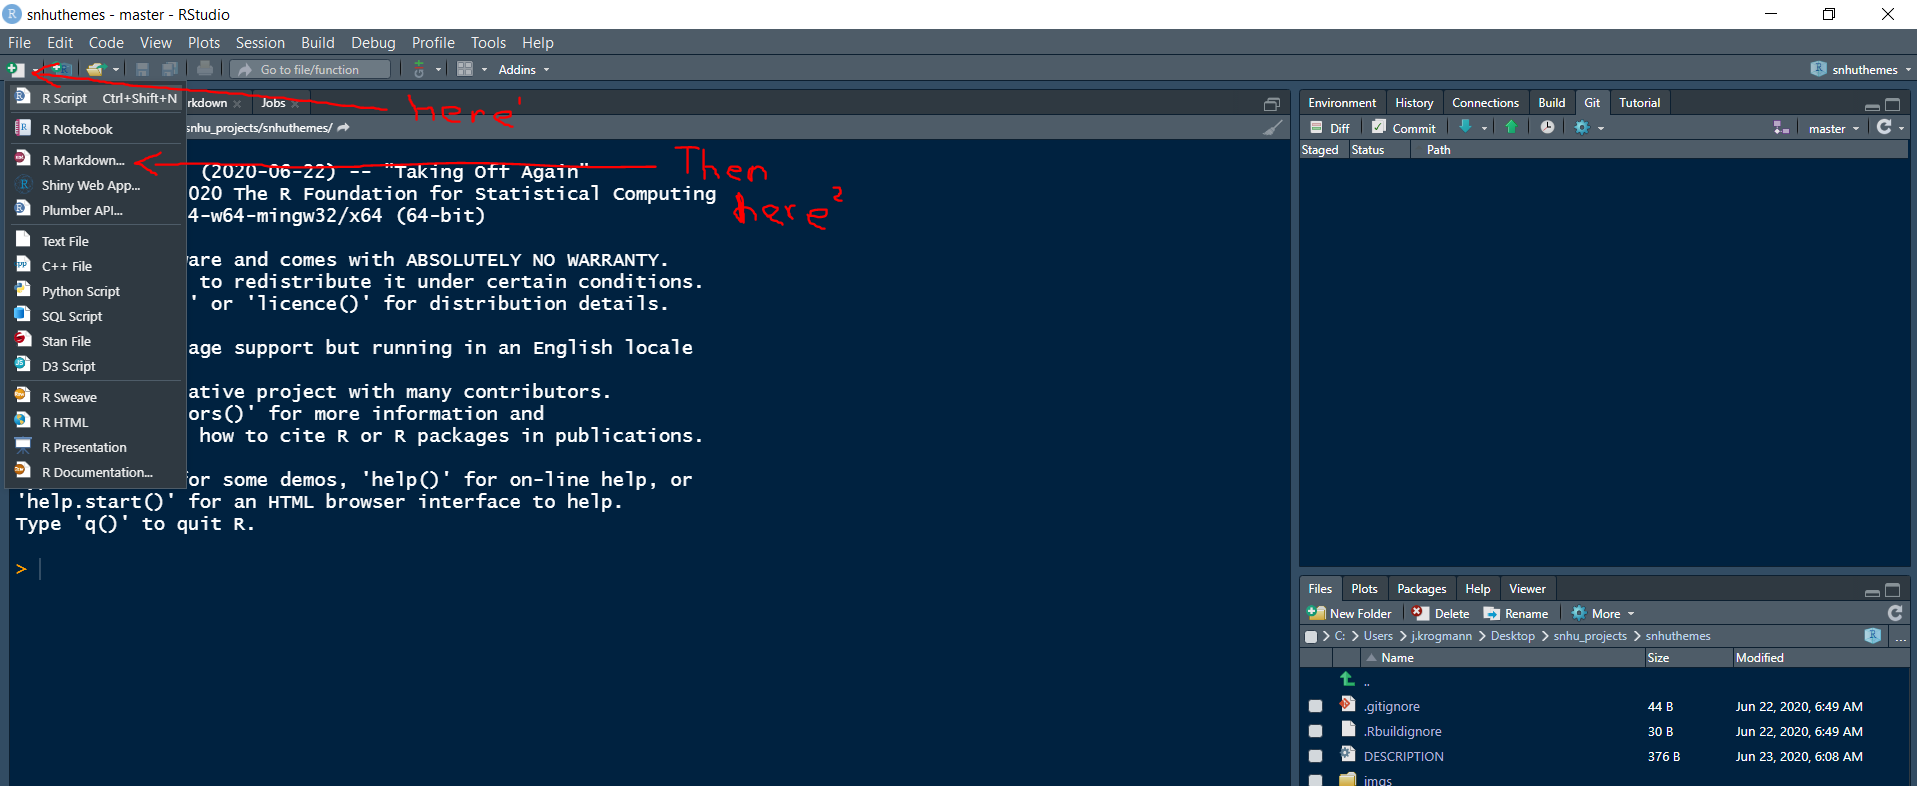 snhuthemes - master - RStudio
File Edit Code View Plots Session Build Debug Profile Tools Help
Go to file/function Addins snhuthemes
R Script Ctrl+Shift+N
R Notebook
R Markdown...
Shiny Web App...
Plumber API...
Text File
C++ File
Python Script
SQL Script
Stan File
D3 Script
R Sweave
R HTML
R Presentation
R Documentation...
here 1
Then
here 2
rkdown Jobs
snhu_projects/snhuthemes/
(2020-06-22) -- "Taking Off Again"
020 The R Foundation for Statistical Computing
4-w64-mingw32/x64 (64-bit)
are and comes with ABSOLUTELY NO WARRANTY.
to redistribute it under certain conditions.
' or 'licence()' for distribution details.
age support but running in an English locale
ative project with many contributors.
ors()' for more information and
how to cite R or R packages in publications.
or some demos, 'help()' for on-line help, or
'help.start()' for an HTML browser interface to help.
Type 'q()' to quit R.
>
Environment History Connections Build Git Tutorial
Diff Commit master
Staged Status Path
Files Plots Packages Help Viewer
New Folder Delete Rename More
C: > Users > j.krogmann > Desktop > snhu_projects > snhuthemes ...
Name Size Modified
..
.gitignore 44 B Jun 22, 2020, 6:49 AM
.Rbuildignore 30 B Jun 22, 2020, 6:49 AM
DESCRIPTION 376 B Jun 23, 2020, 6:08 AM
imgs